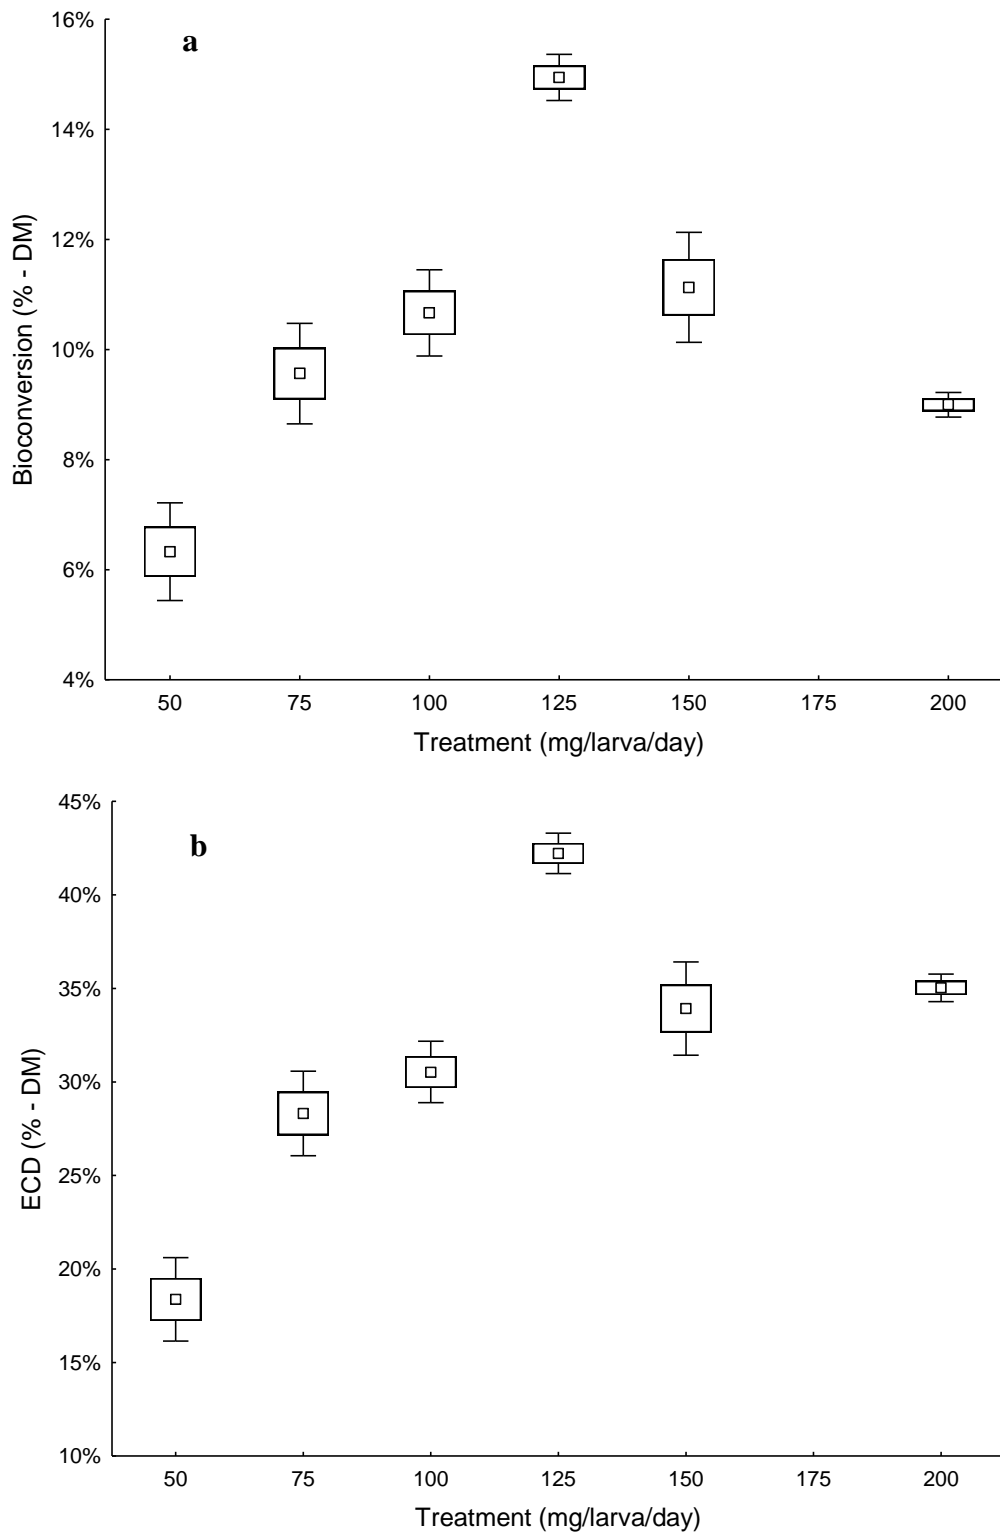 a
16%
14%
12%
10%
8%
6%
4%
Bioconversion (% - DM)
50 75 100 125 150 175 200
Treatment (mg/larva/day)
b
45%
40%
35%
30%
25%
20%
15%
10%
ECD (% - DM)
50 75 100 125 150 175 200
Treatment (mg/larva/day)